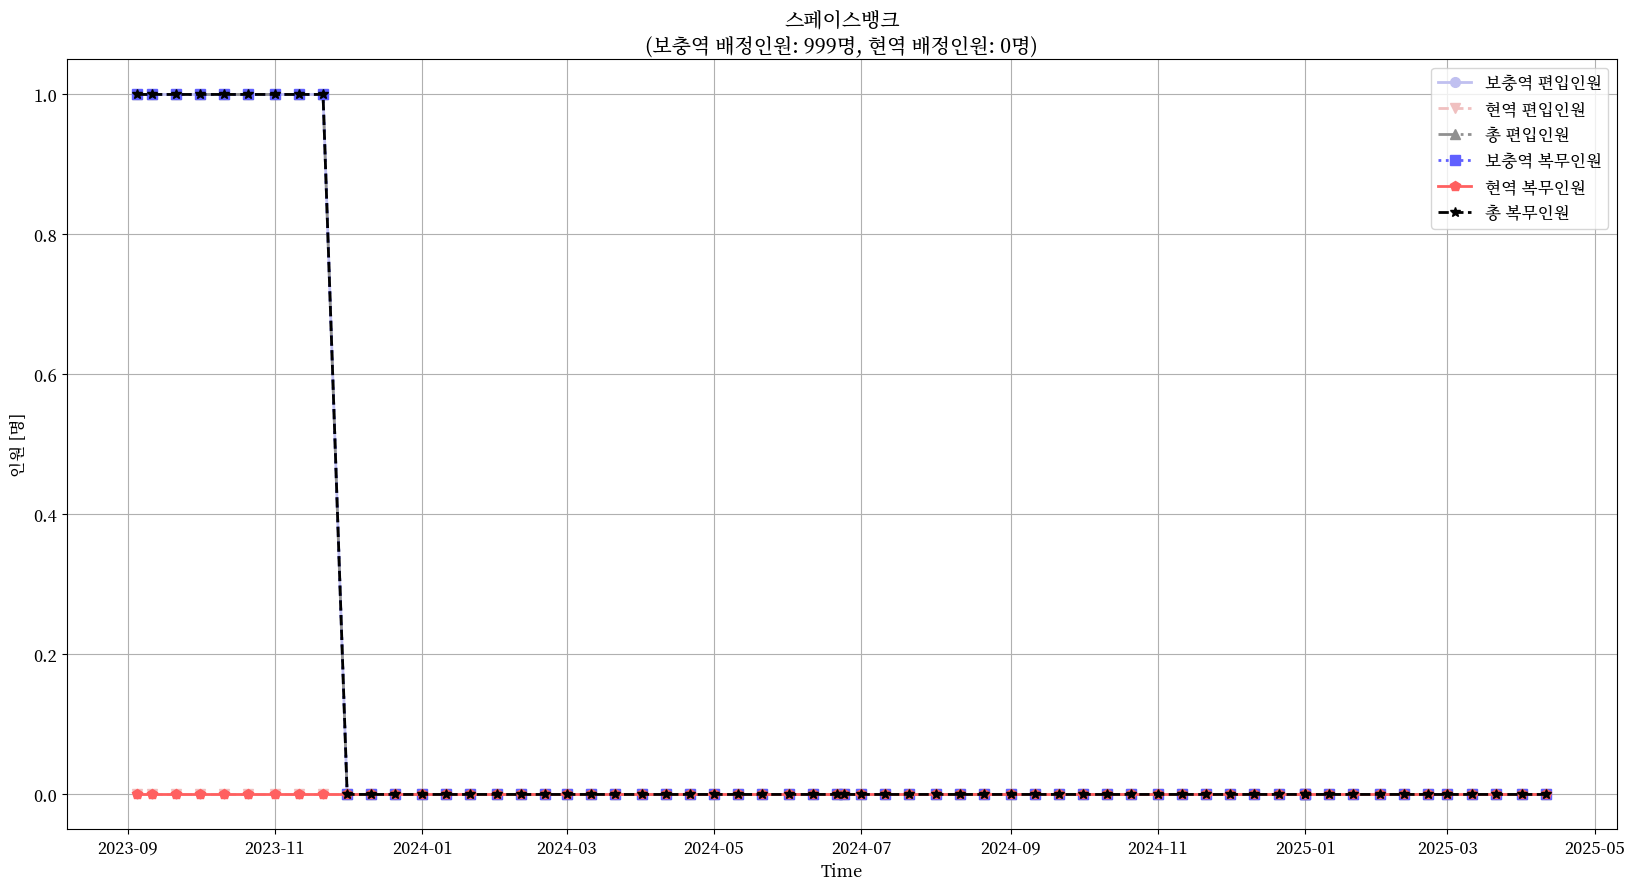 스페이스뱅크
(보충역 배정인원: 999명, 현역 배정인원: 0명)
보충역 편입인원
현역 편입인원
총 편입인원
보충역 복무인원
현역 복무인원
총 복무인원
인원 [명]
1.0
0.8
0.6
0.4
0.2
0.0
2023-09 2023-11 2024-01 2024-03 2024-05 2024-07 2024-09 2024-11 2025-01 2025-03 2025-05
Time